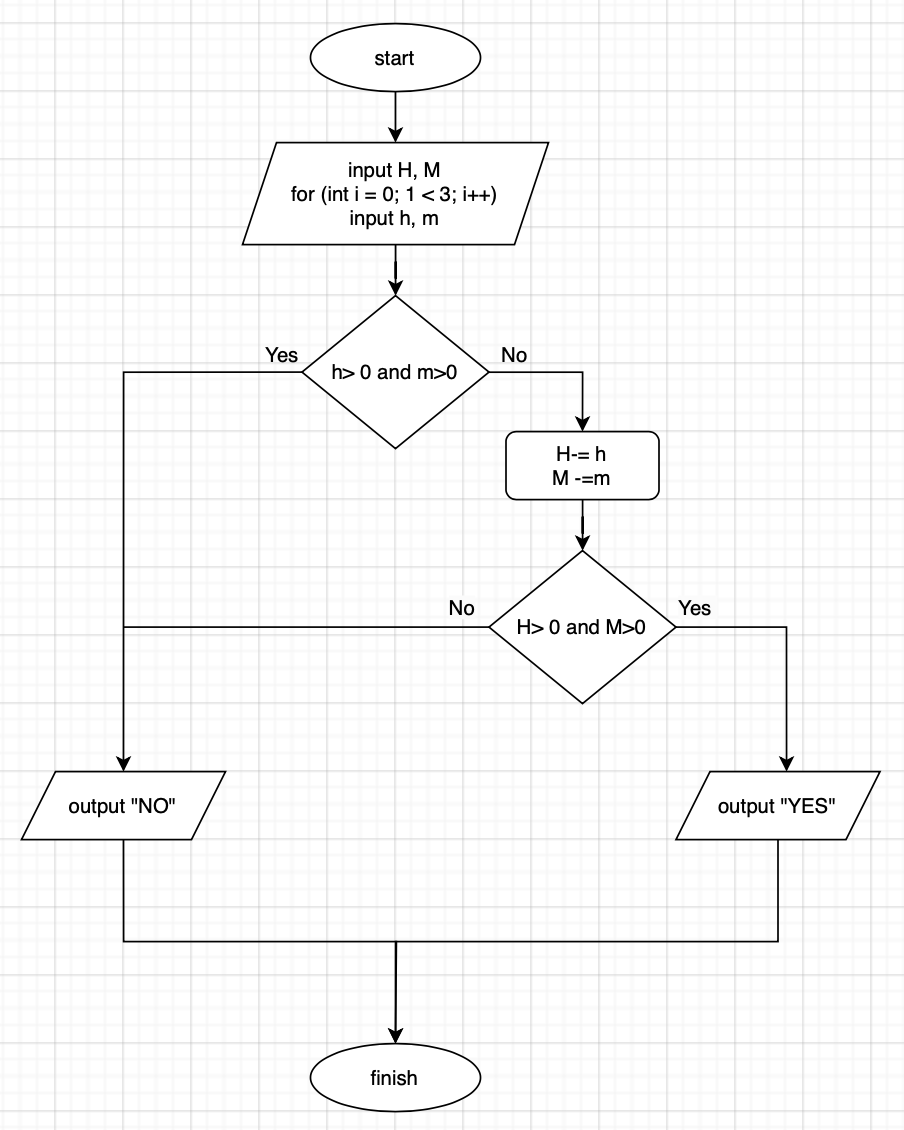 start
input H, M
for (int i = 0; 1 < 3; i++)
input h, m
h> 0 and m>0
Yes
No
H-= h
M -=m
H> 0 and M>0
No
Yes
output "NO"
output "YES"
finish